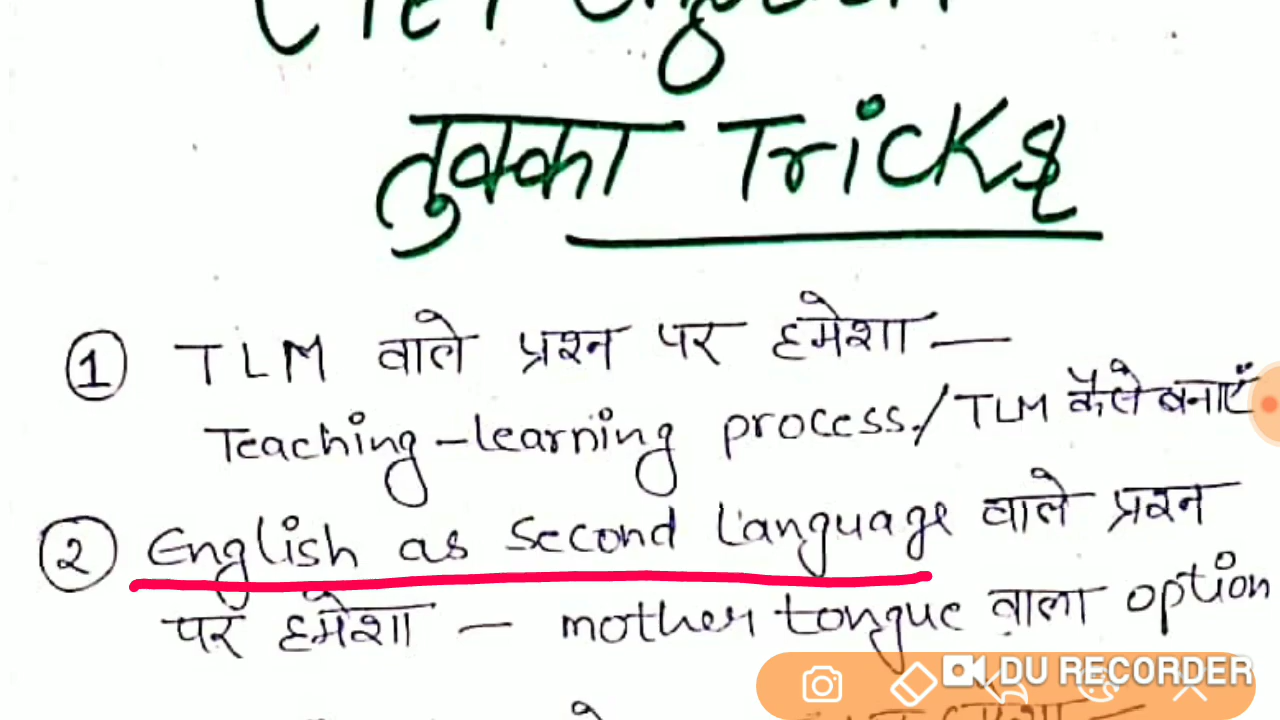 तुक्का Tricks
① TLM वाले प्रश्न पर हमेशा —
Teaching-learning process./TLM कैसे बनाएँ
② English as Second Language वाले प्रश्न
पर हमेशा — mother tongue वाला option
DU RECORDER